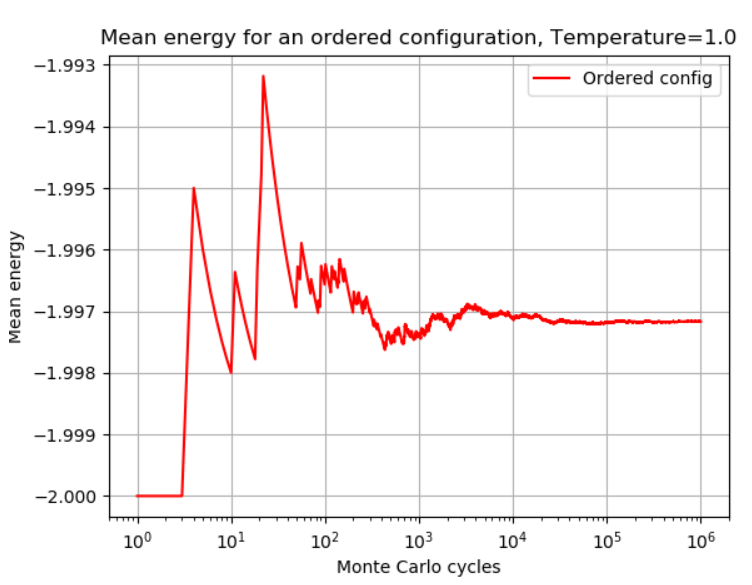 Mean energy for an ordered configuration, Temperature=1.0
Ordered config
Mean energy
−1.993
−1.994
−1.995
−1.996
−1.997
−1.998
−1.999
−2.000
10⁰ 10¹ 10² 10³ 10⁴ 10⁵ 10⁶
Monte Carlo cycles